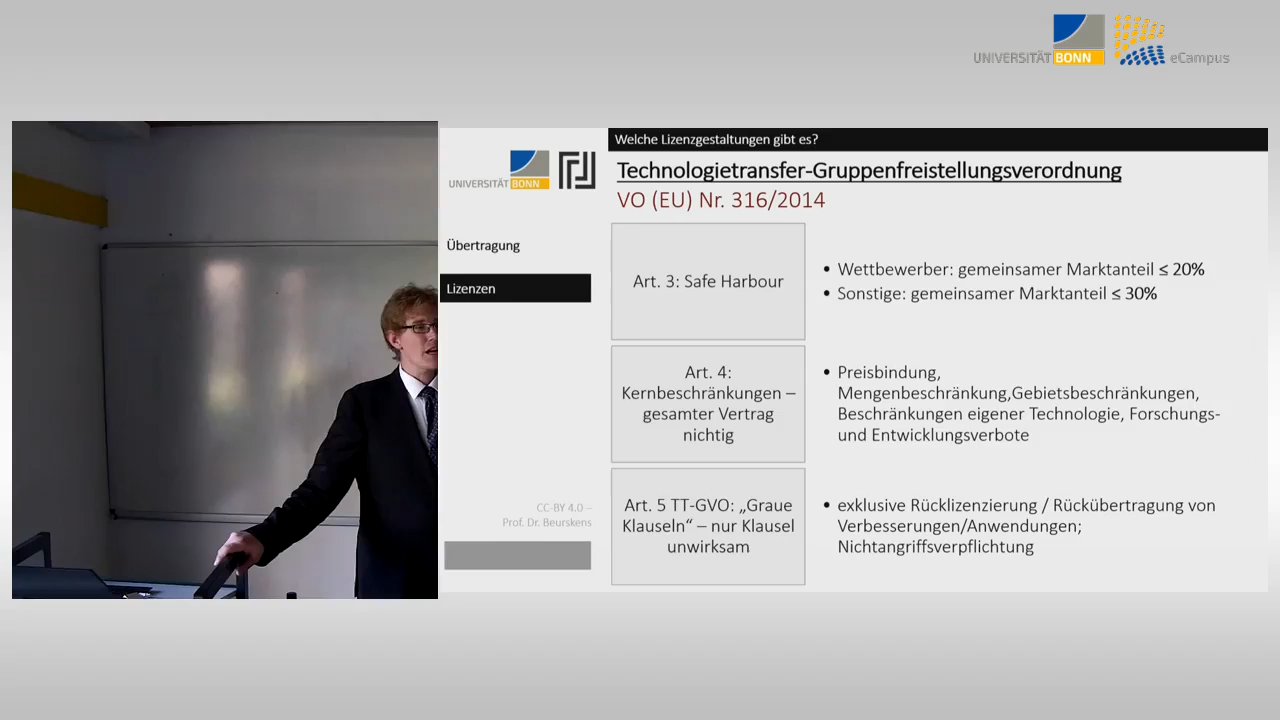 UNIVERSITÄT BONN eCampus
Welche Lizenzgestaltungen gibt es?
UNIVERSITÄT BONN
Technologietransfer-Gruppenfreistellungsverordnung
VO (EU) Nr. 316/2014
Übertragung
Lizenzen
Art. 3: Safe Harbour
• Wettbewerber: gemeinsamer Marktanteil ≤ 20%
• Sonstige: gemeinsamer Marktanteil ≤ 30%
Art. 4:
Kernbeschränkungen –
gesamter Vertrag
nichtig
• Preisbindung,
Mengenbeschränkung,Gebietsbeschränkungen,
Beschränkungen eigener Technologie, Forschungs-
und Entwicklungsverbote
Art. 5 TT-GVO: „Graue
Klauseln“ – nur Klausel
unwirksam
• exklusive Rücklizenzierung / Rückübertragung von
Verbesserungen/Anwendungen;
Nichtangriffsverpflichtung
CC-BY 4.0 –
Prof. Dr. Beurskens